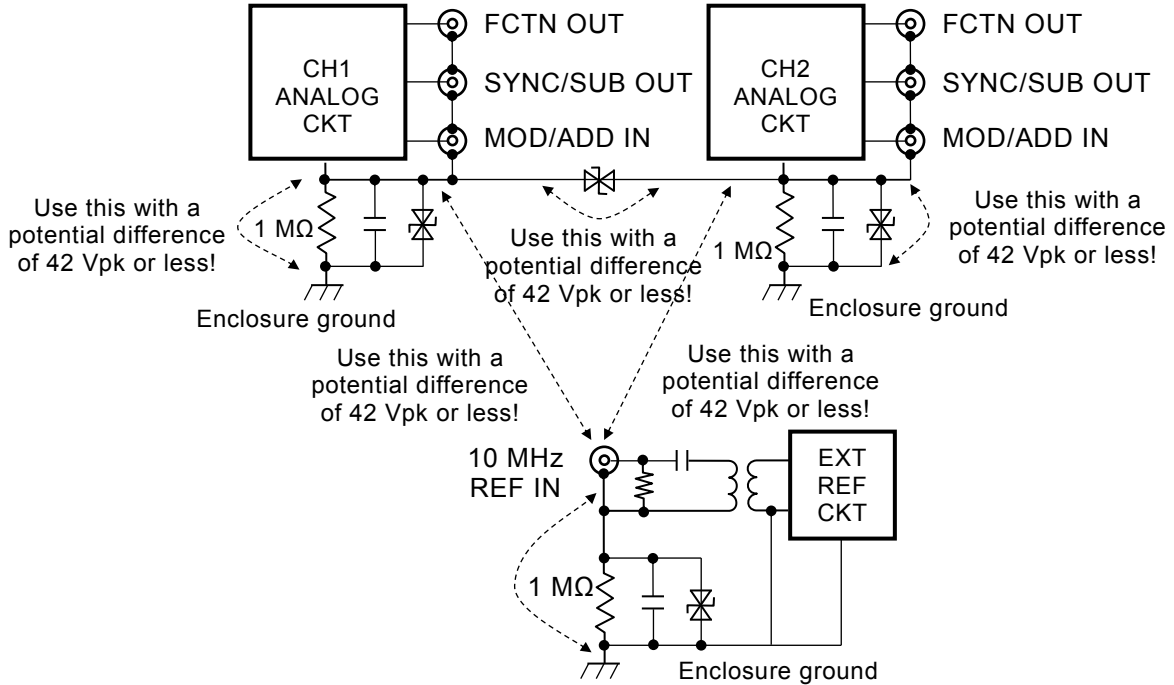 CH1
ANALOG
CKT
FCTN OUT
SYNC/SUB OUT
MOD/ADD IN
CH2
ANALOG
CKT
FCTN OUT
SYNC/SUB OUT
MOD/ADD IN
Use this with a
potential difference
of 42 Vpk or less!
1 MΩ
Enclosure ground
Use this with a
potential difference
of 42 Vpk or less!
1 MΩ
Enclosure ground
Use this with a
potential difference
of 42 Vpk or less!
Use this with a
potential difference
of 42 Vpk or less!
Use this with a
potential difference
of 42 Vpk or less!
10 MHz
REF IN
EXT
REF
CKT
1 MΩ
Enclosure ground